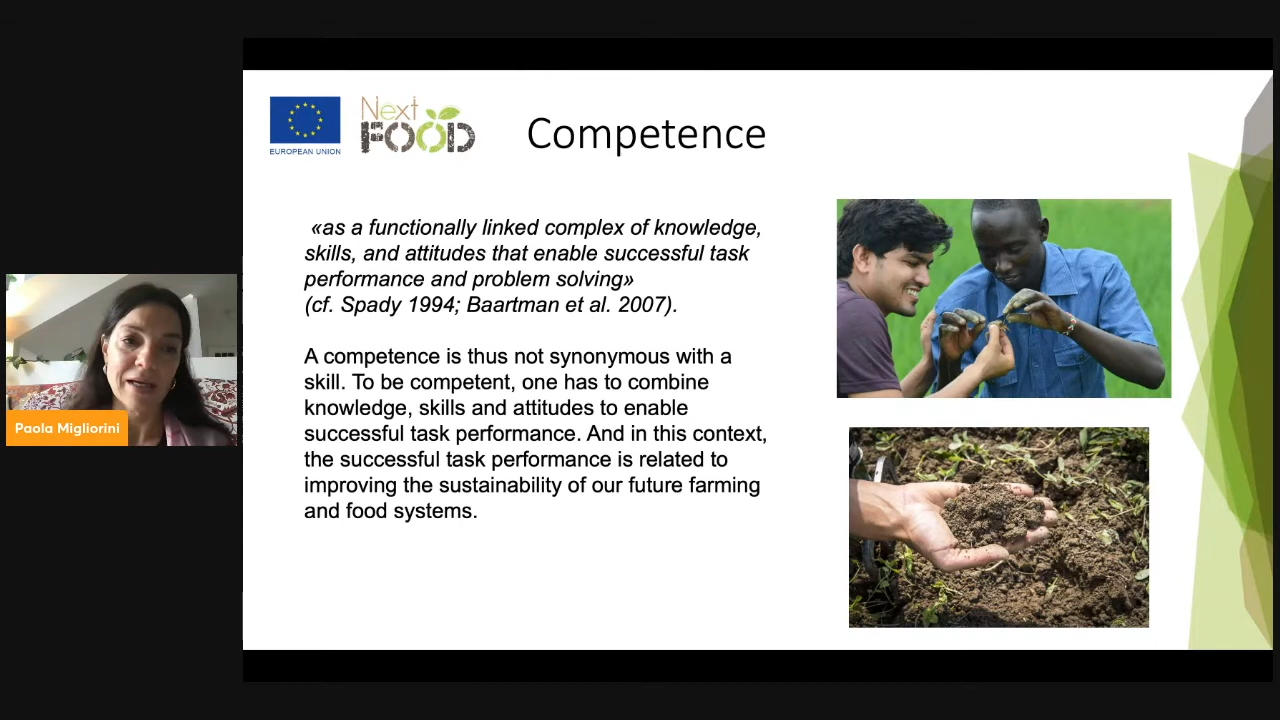 EUROPEAN UNION
Next
FOOD
Competence
«as a functionally linked complex of knowledge,
skills, and attitudes that enable successful task
performance and problem solving»
(cf. Spady 1994; Baartman et al. 2007).
A competence is thus not synonymous with a
skill. To be competent, one has to combine
knowledge, skills and attitudes to enable
successful task performance. And in this context,
the successful task performance is related to
improving the sustainability of our future farming
and food systems.
Paola Migliorini